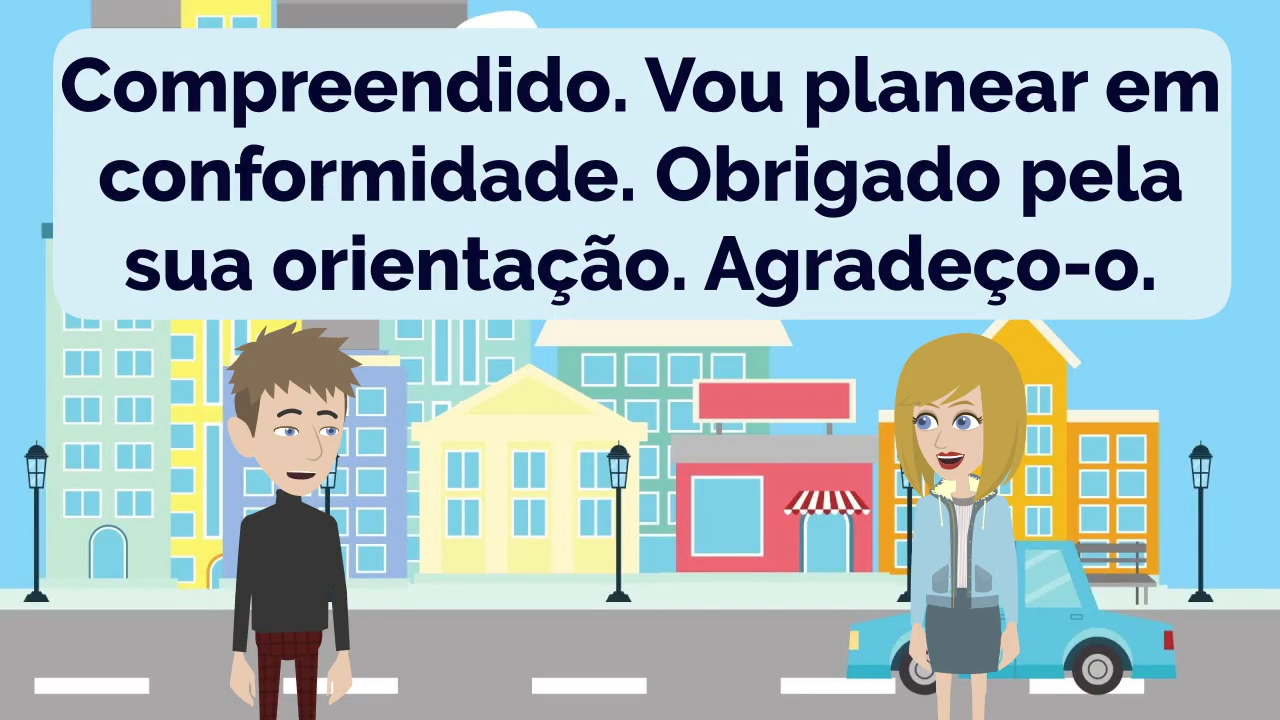 Compreendido. Vou planear em
conformidade. Obrigado pela
sua orientação. Agradeço-o.